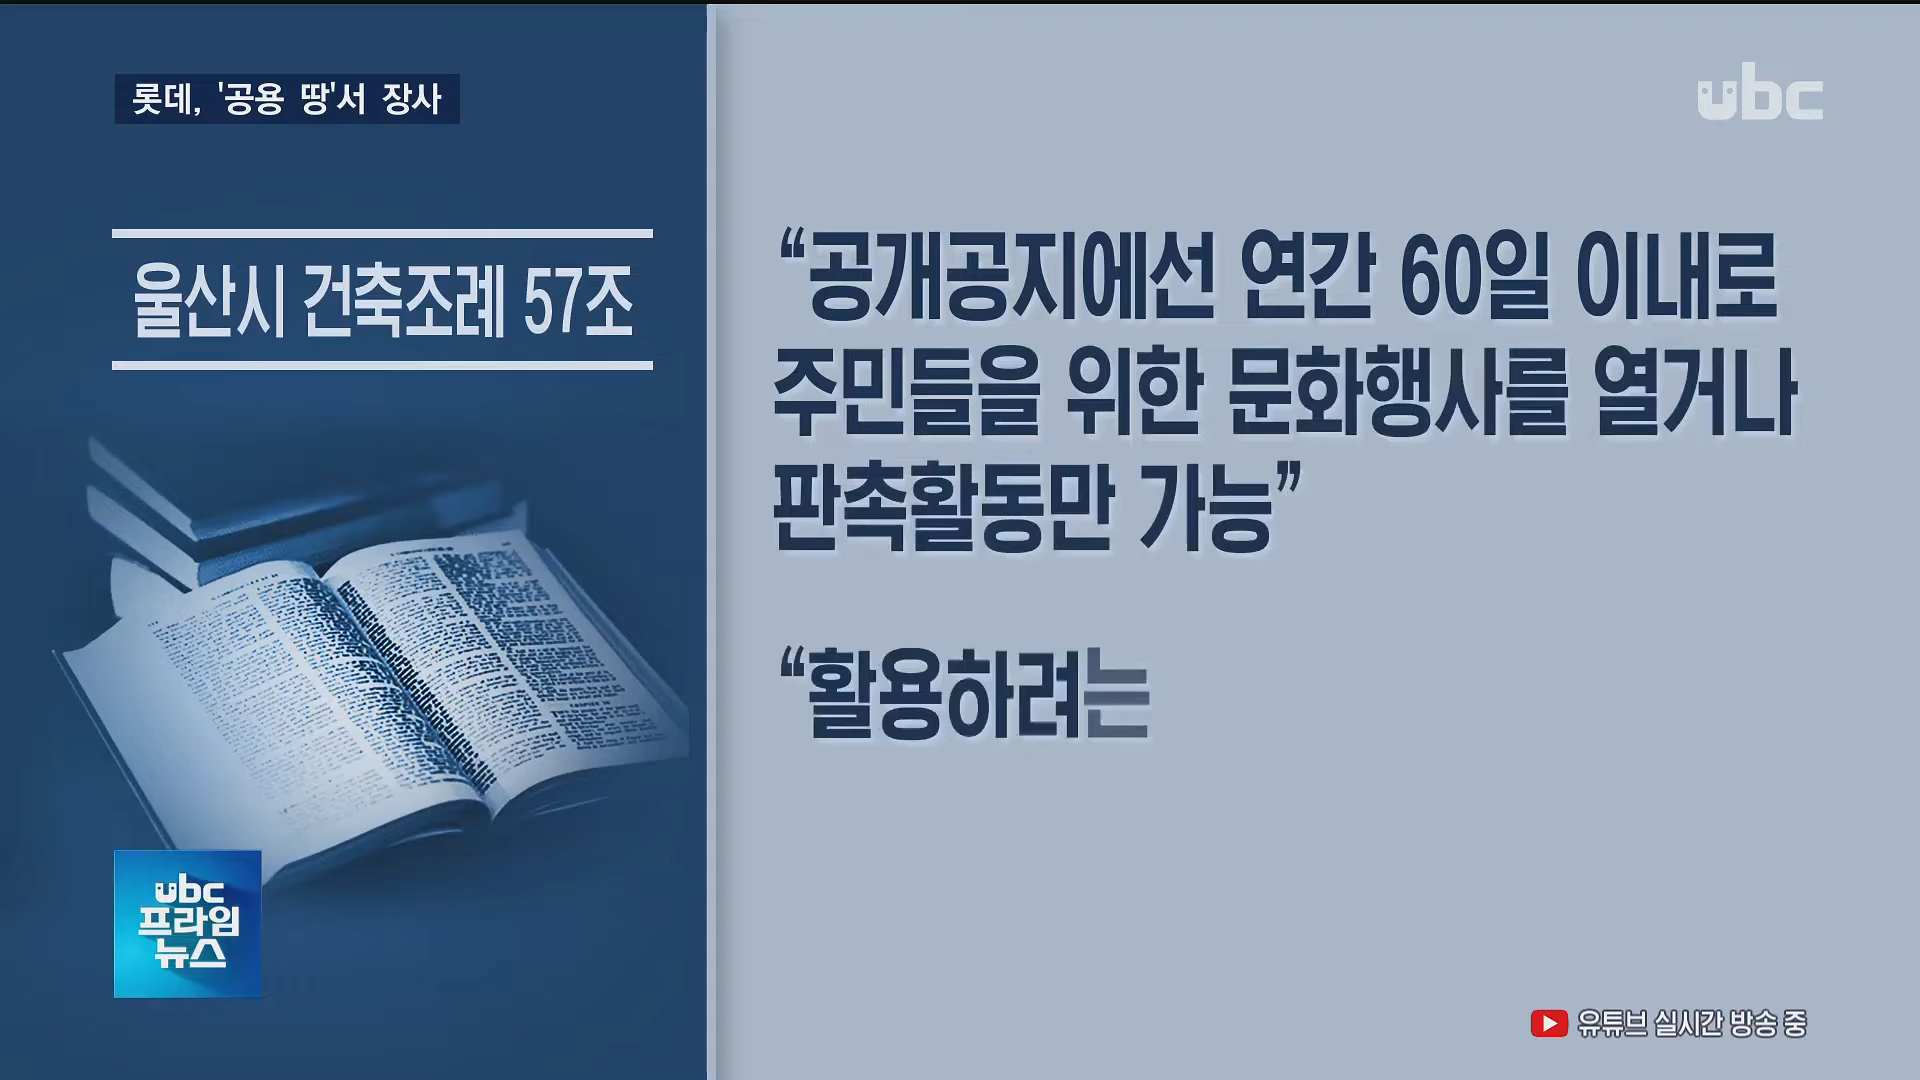 롯데, '공용 땅'서 장사
ubc
울산시 건축조례 57조
“공개공지에선 연간 60일 이내로
주민들을 위한 문화행사를 열거나
판촉활동만 가능”
“활용하려는
ubc
프라임
뉴스
유튜브 실시간 방송 중